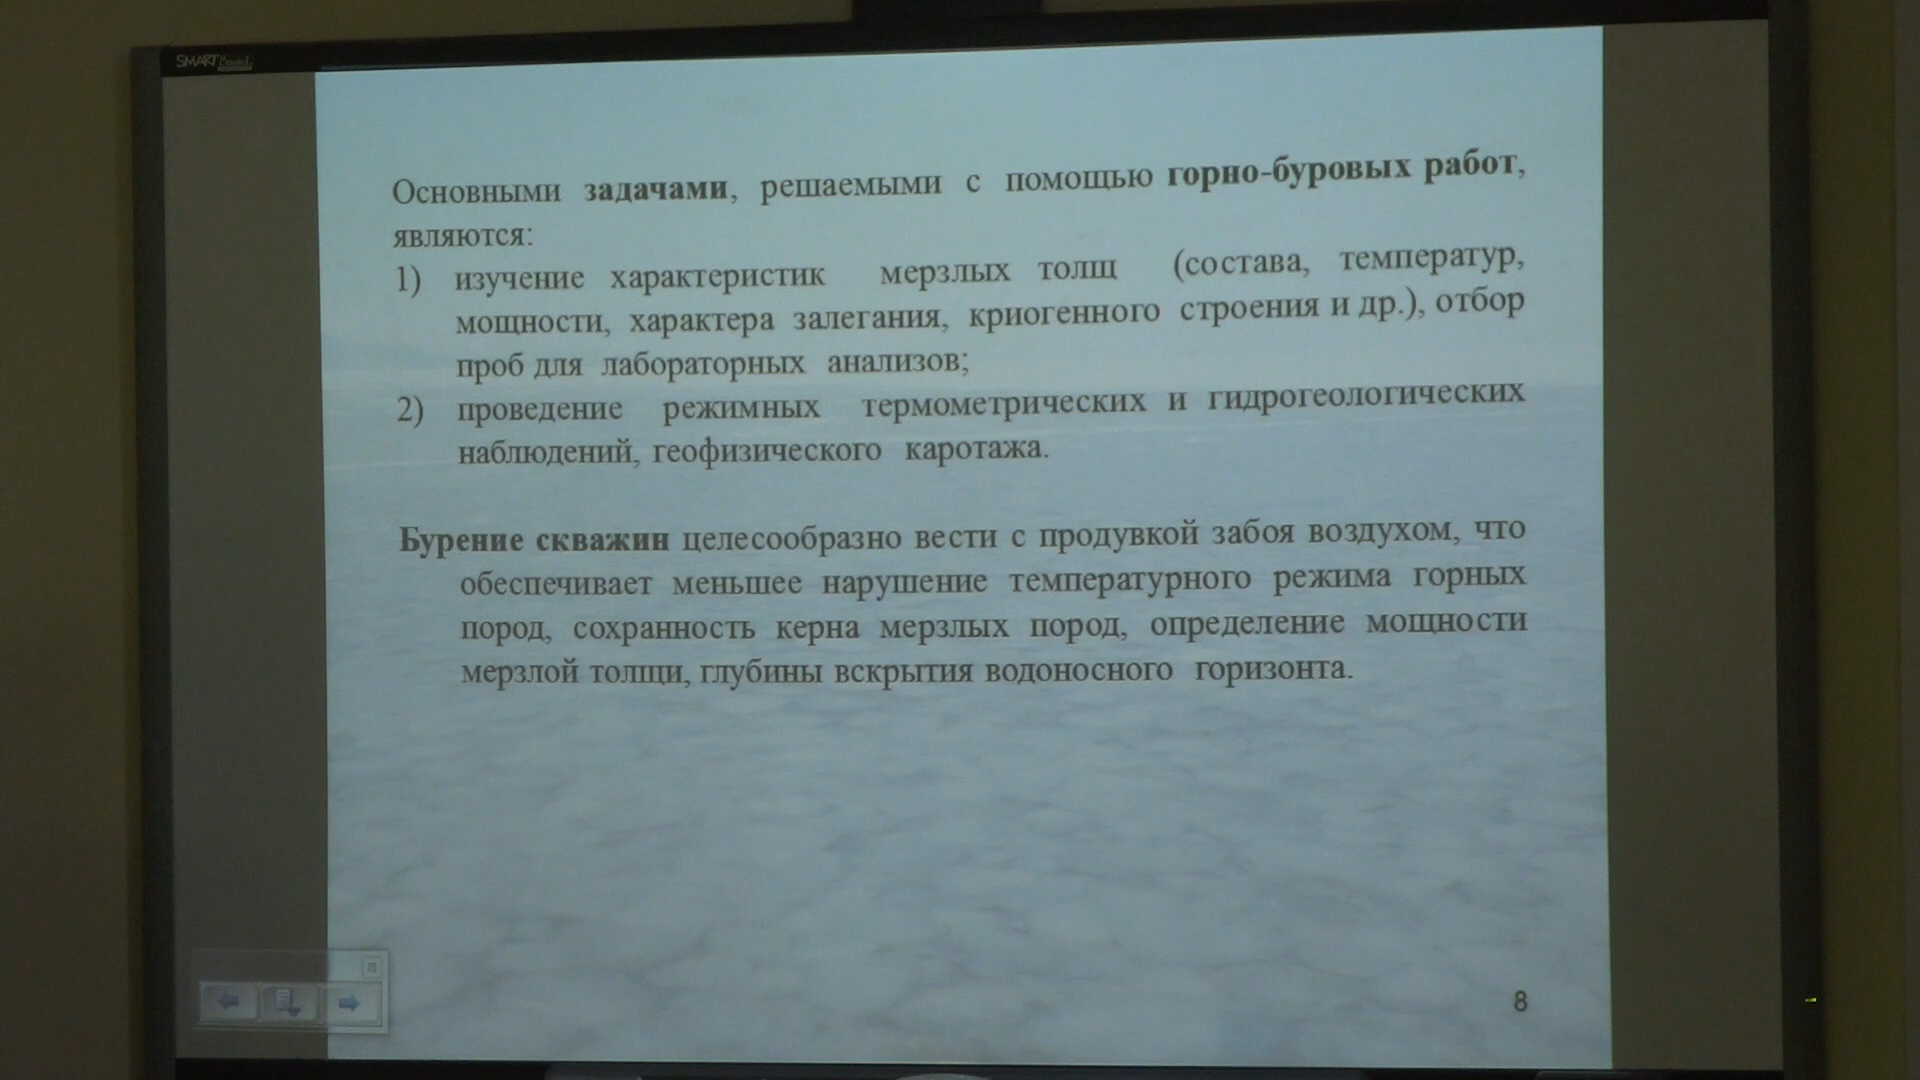 SMART Board
Основными задачами, решаемыми с помощью горно-буровых работ,
являются:
1) изучение характеристик мерзлых толщ (состава, температур,
мощности, характера залегания, криогенного строения и др.), отбор
проб для лабораторных анализов;
2) проведение режимных термометрических и гидрогеологических
наблюдений, геофизического каротажа.
Бурение скважин целесообразно вести с продувкой забоя воздухом, что
обеспечивает меньшее нарушение температурного режима горных
пород, сохранность керна мерзлых пород, определение мощности
мерзлой толщи, глубины вскрытия водоносного горизонта.
8